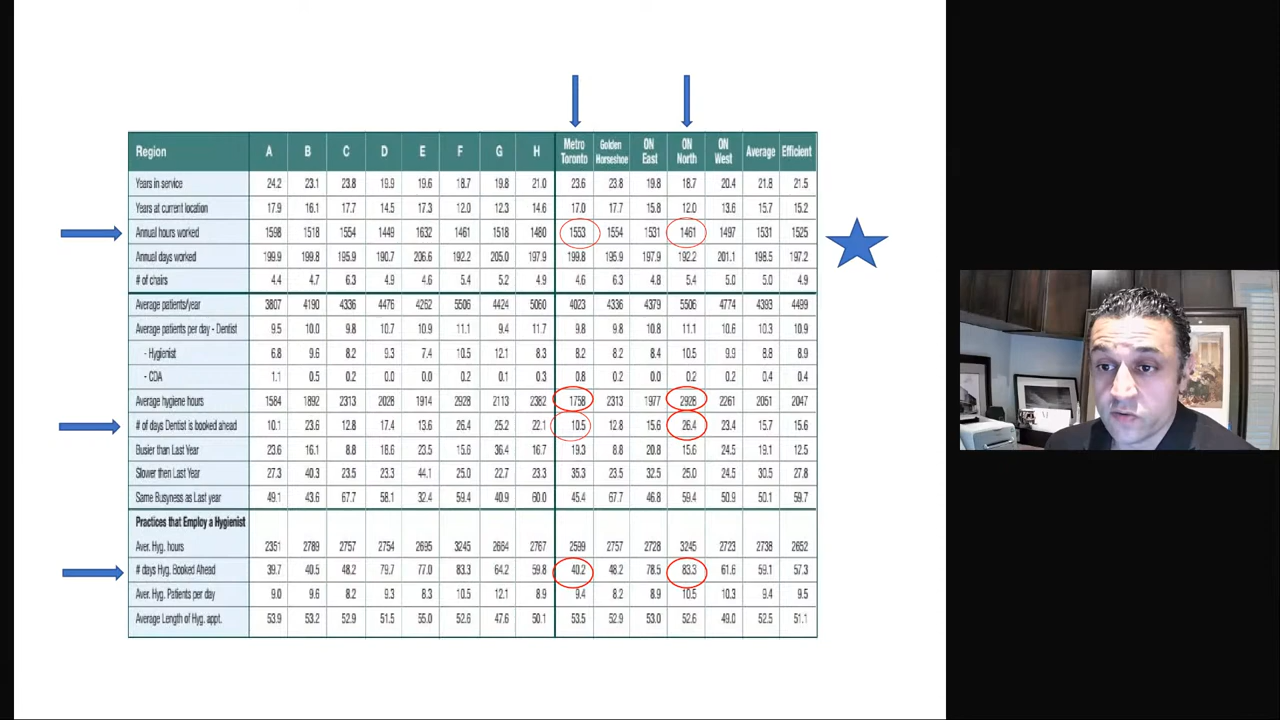 Region A B C D E F G H Metro Toronto Golden Horseshoe ON East ON North ON West Average Efficient
Years in service 24.2 23.1 23.8 19.9 19.6 18.7 19.8 21.0 23.6 23.8 19.8 18.7 20.4 21.8 21.5
Years at current location 17.9 16.1 17.7 14.5 17.3 12.0 12.3 14.6 17.0 17.7 15.8 12.0 13.6 15.7 15.2
Annual hours worked 1598 1518 1554 1449 1632 1461 1518 1480 1553 1554 1531 1461 1497 1531 1525
Annual days worked 199.9 199.8 195.9 190.7 206.6 192.2 205.0 197.9 199.8 195.9 197.9 192.2 201.1 198.5 197.2
# of chairs 4.4 4.7 6.3 4.6 4.6 5.4 5.2 4.9 4.6 6.3 4.8 5.4 5.0 5.0 4.9
Average patients/year 3807 4190 4336 4476 4262 5506 4424 5060 4023 4336 4379 5506 4774 4393 4499
Average patients per day - Dentist 9.5 10.0 9.8 10.7 10.9 11.1 9.4 11.7 9.8 9.8 10.8 11.1 10.6 10.3 10.9
- Hygienist 6.8 9.6 8.2 9.3 7.4 10.5 12.1 8.3 8.2 8.2 8.4 10.5 9.9 8.8 8.9
- CDA 1.1 0.5 0.2 0.0 0.0 0.2 0.1 0.3 0.8 0.2 0.0 0.2 0.2 0.4 0.4
Average hygiene hours 1584 1892 2313 2028 1914 2928 2113 2382 1758 2313 1977 2928 2261 2051 2047
# of days Dentist is booked ahead 10.1 23.6 12.8 17.4 13.6 26.4 25.2 22.1 10.5 12.8 15.6 26.4 23.4 15.7 15.6
Busier than Last Year 23.6 16.1 8.8 18.6 23.5 15.6 36.4 16.7 19.3 8.8 20.8 15.6 24.5 19.1 12.5
Slower then Last Year 27.3 40.3 23.5 23.3 44.1 25.0 22.7 23.3 35.3 23.5 32.5 25.0 24.5 30.5 27.8
Same Busyness as Last year 49.1 43.6 67.7 58.1 32.4 59.4 40.9 60.0 45.4 67.7 46.8 59.4 50.9 50.1 59.7
Practices that Employ a Hygienist
Aver. Hyg. hours 2351 2789 2757 2754 2695 3245 2664 2767 2599 2757 2728 3245 2723 2738 2652
# days Hyg. Booked Ahead 39.7 40.5 48.2 79.7 77.0 83.3 64.2 59.8 40.2 48.2 78.5 83.3 61.6 59.1 57.3
Aver. Hyg. Patients per day 9.0 9.6 8.2 9.3 8.3 10.5 12.1 8.9 9.4 8.2 8.9 10.5 10.3 9.4 9.5
Average Length of Hyg. appt. 53.9 53.2 52.9 51.5 55.0 52.6 47.6 50.1 53.5 52.9 53.0 52.6 49.0 52.5 51.1